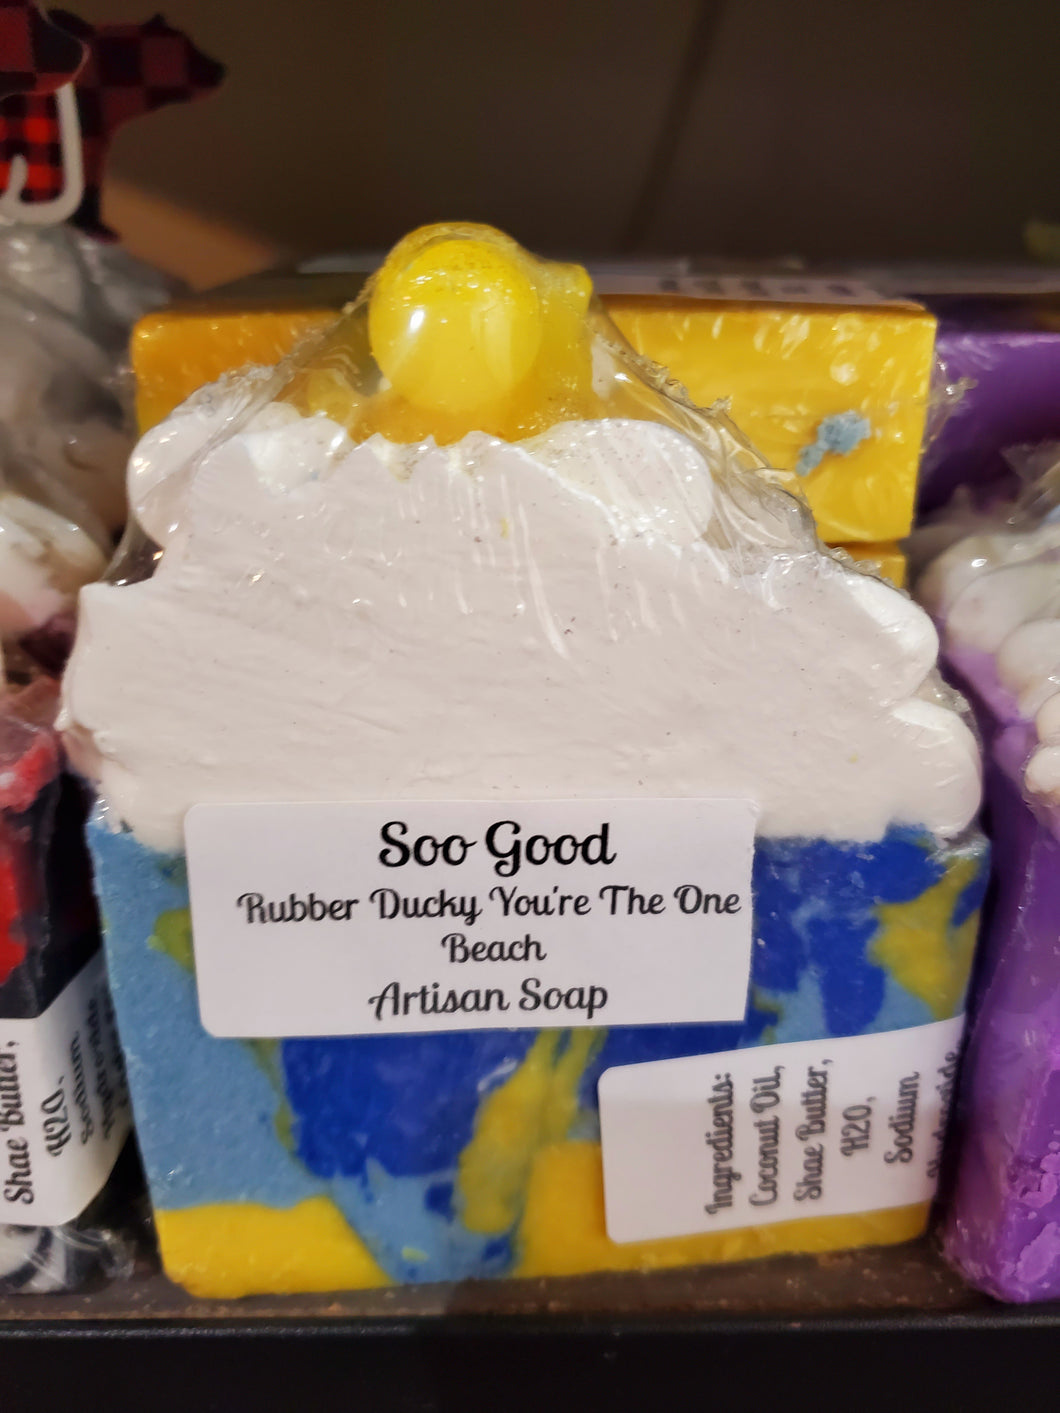 Soo Good
Rubber Ducky You're The One
Beach
Artisan Soap
Ingredients:
Coconut Oil,
Shae Butter,
H2O,
Sodium
Shae Butter,
H2O,
Sodium